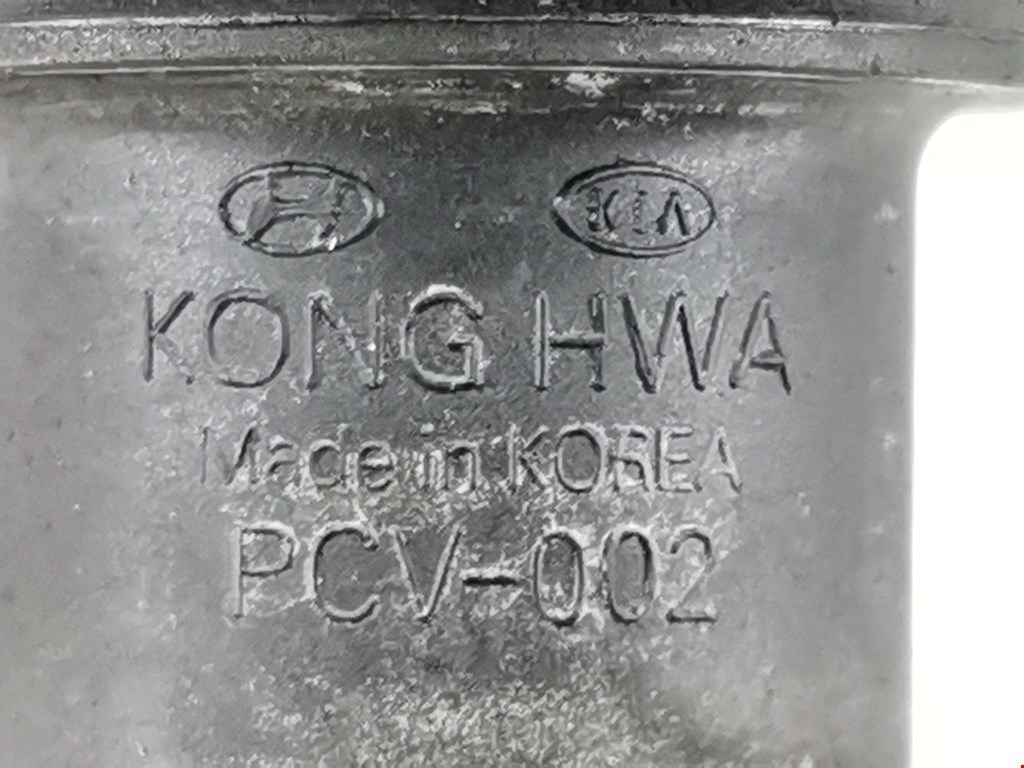 KIA
KONG HWA
Made in KOREA
PCV-002